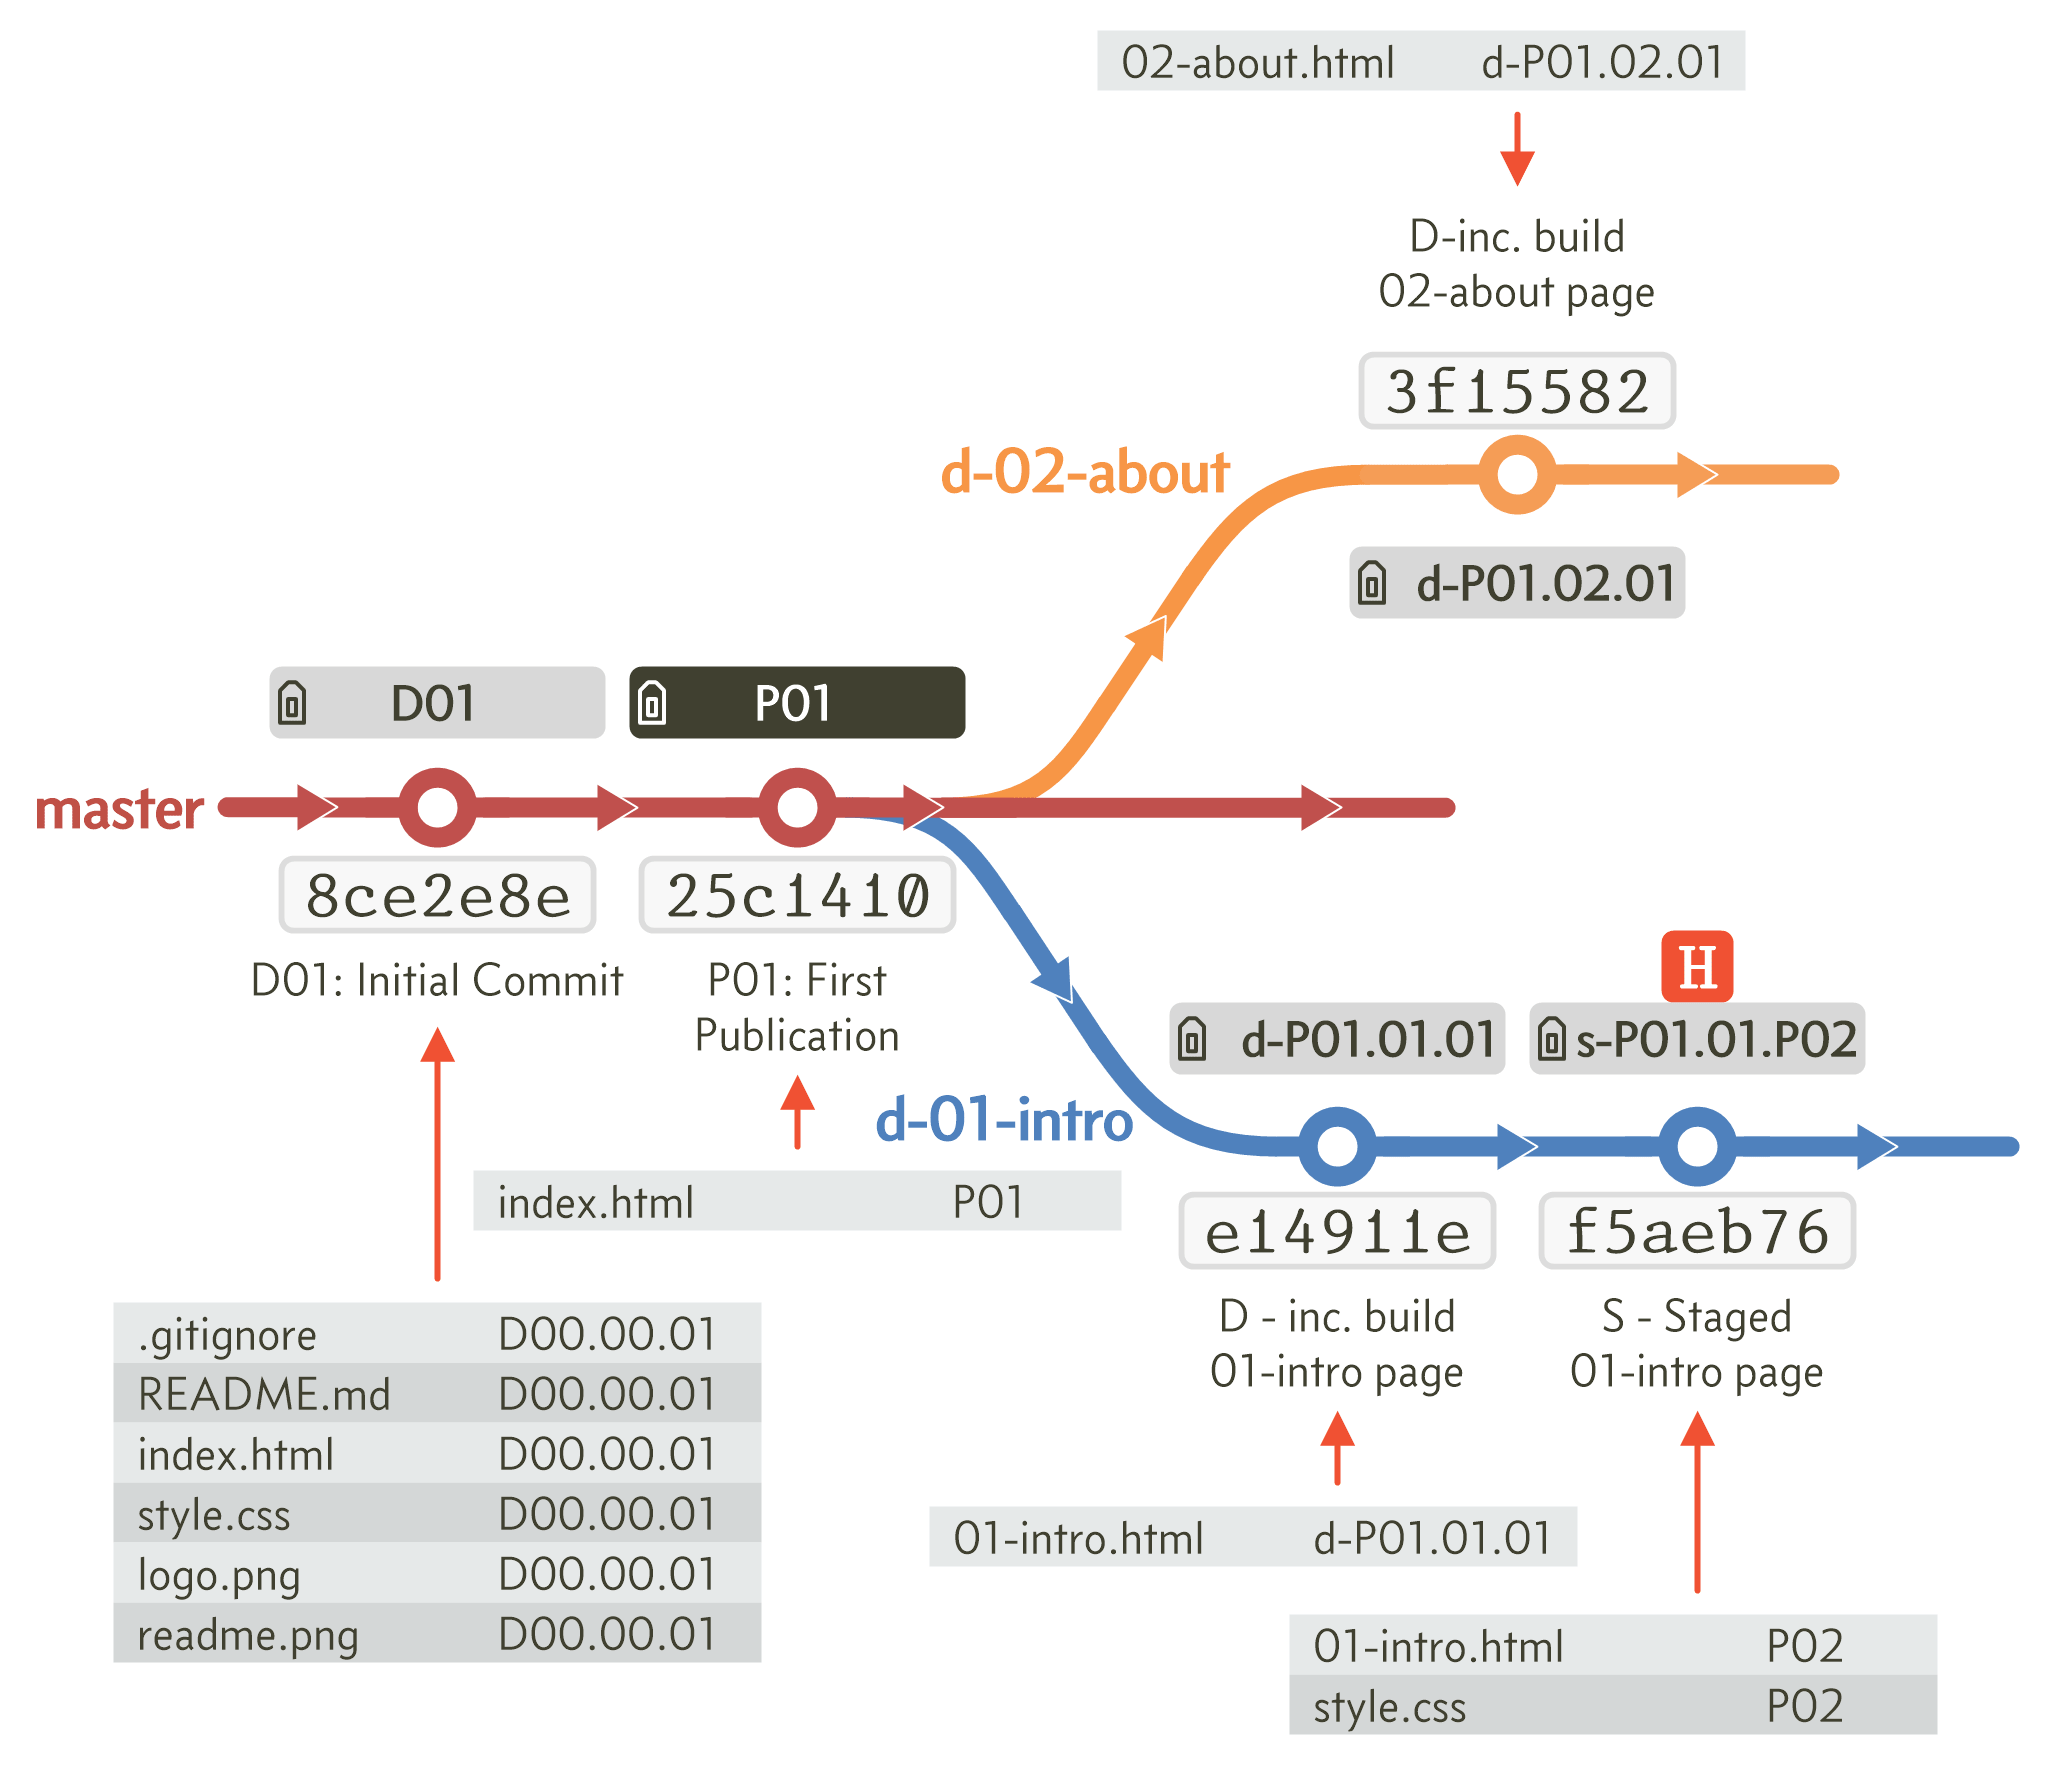 02-about.html d-P01.02.01
D-inc. build
02-about page
3f15582
d-02-about
d-P01.02.01
D01
P01
master
8ce2e8e
25c1410
D01: Initial Commit
P01: First
Publication
H
d-P01.01.01
s-P01.01.P02
d-01-intro
index.html P01
e14911e
f5aeb76
D - inc. build
01-intro page
S - Staged
01-intro page
.gitignore D00.00.01
README.md D00.00.01
index.html D00.00.01
style.css D00.00.01
logo.png D00.00.01
readme.png D00.00.01
01-intro.html d-P01.01.01
01-intro.html P02
style.css P02